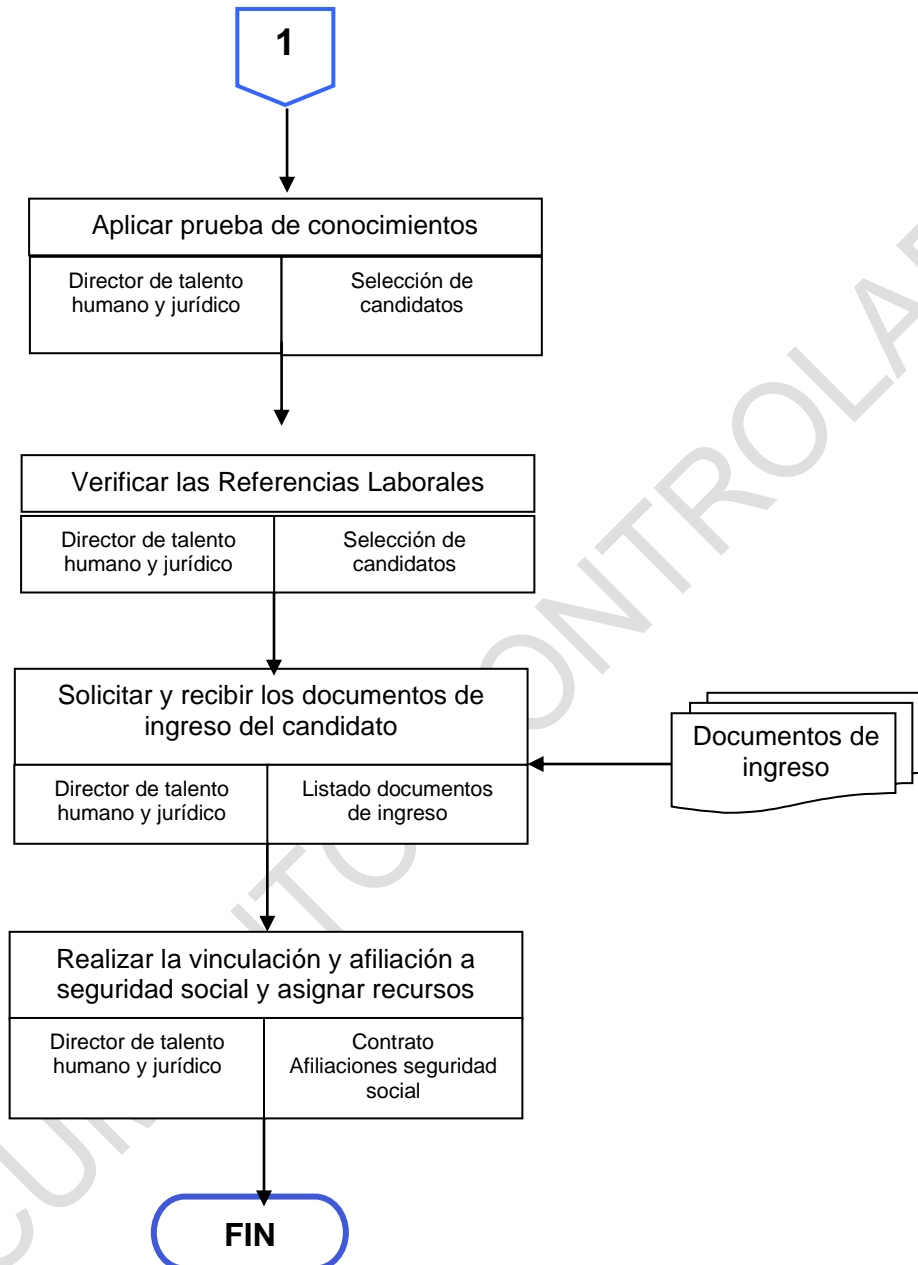 1
Aplicar prueba de conocimientos
Director de talento
humano y jurídico
Selección de
candidatos
Verificar las Referencias Laborales
Director de talento
humano y jurídico
Selección de
candidatos
Solicitar y recibir los documentos de
ingreso del candidato
Director de talento
humano y jurídico
Listado documentos
de ingreso
Documentos de
ingreso
Realizar la vinculación y afiliación a
seguridad social y asignar recursos
Director de talento
humano y jurídico
Contrato
Afiliaciones seguridad
social
FIN